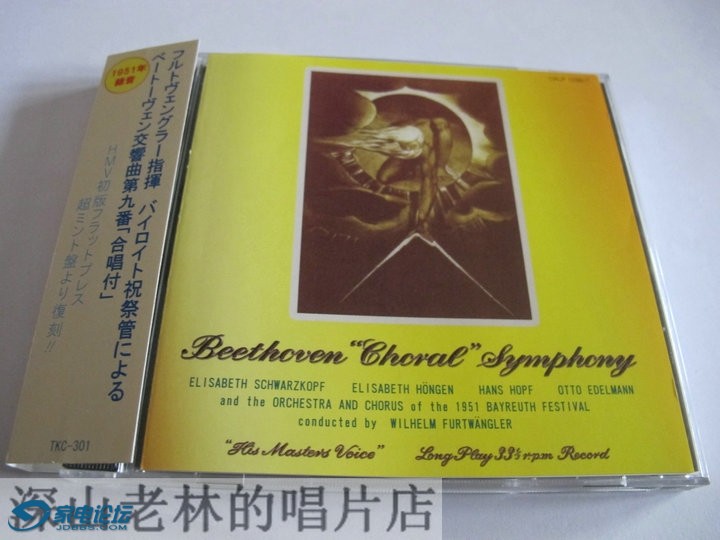 1951年
録音
フルトヴェングラー指揮 バイロイト祝祭管による
ベートーヴェン交響曲第九番「合唱付」
HMV初版フラットプレス
超ミント盤より復刻!!
TKC-301
Beethoven “Choral” Symphony
ELISABETH SCHWARZKOPF ELISABETH HÖNGEN HANS HOPF OTTO EDELMANN
and the ORCHESTRA AND CHORUS of the 1951 BAYREUTH FESTIVAL
conducted by WILHELM FURTWÄNGLER
“His Masters Voice” Long-Play 33⅓ r.p.m Record
深山老林的唱片店
家电论坛
JDBBS.COM